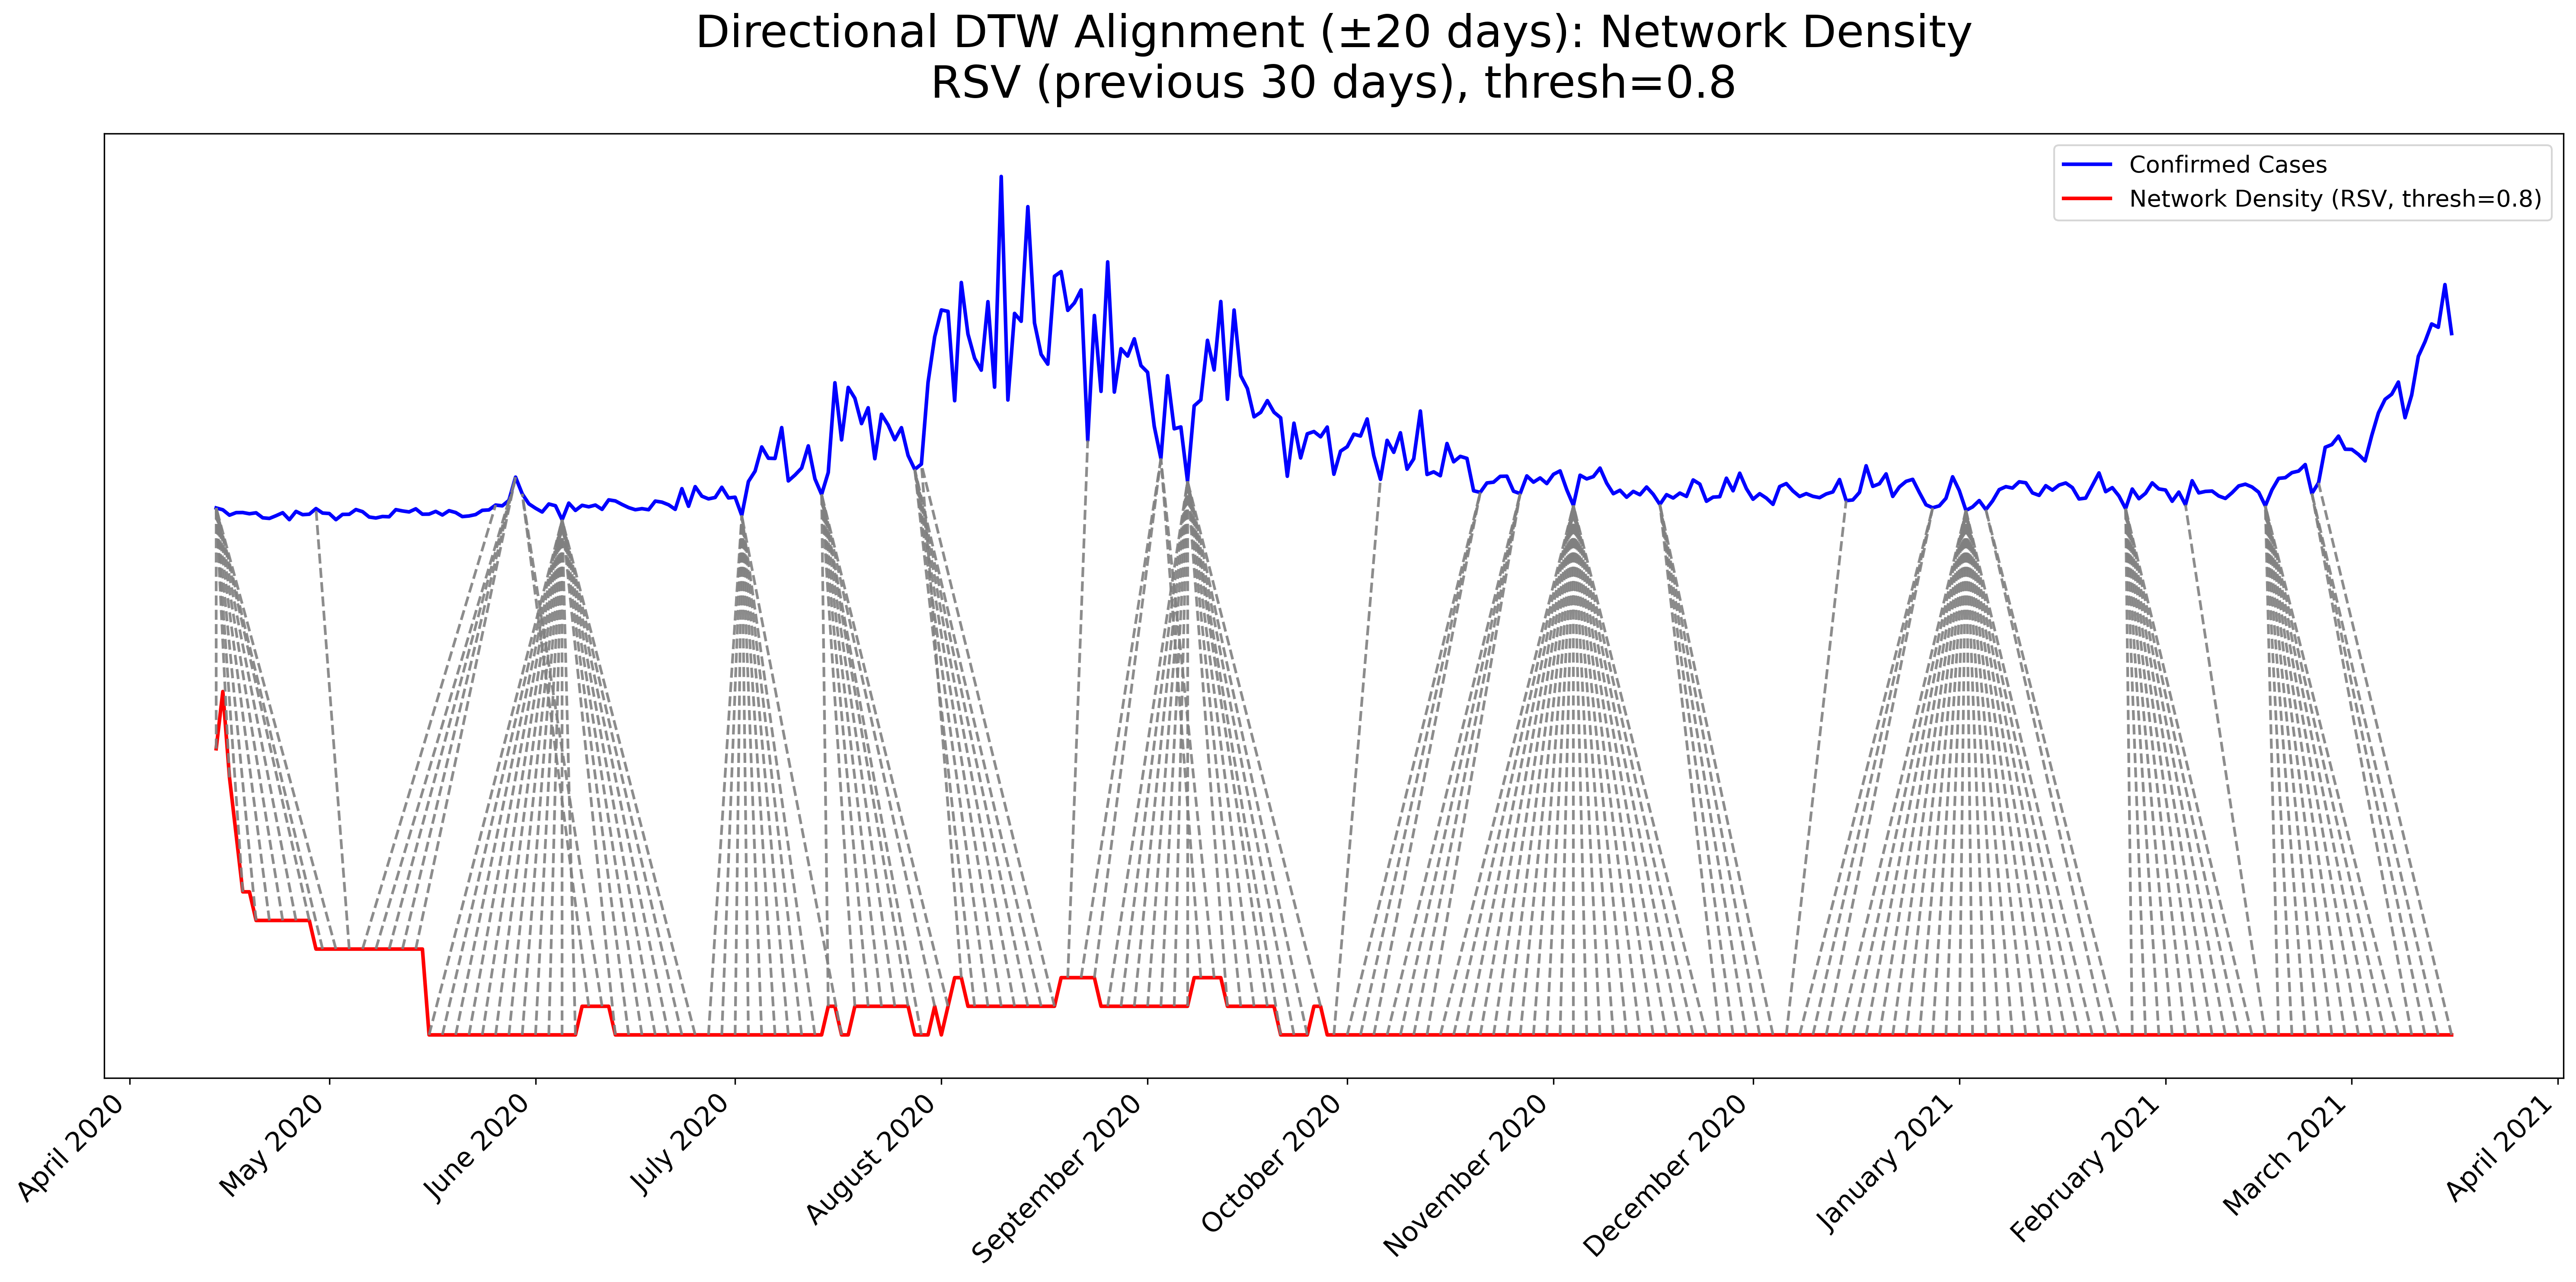 Directional DTW Alignment (±20 days): Network Density
RSV (previous 30 days), thresh=0.8
Confirmed Cases
Network Density (RSV, thresh=0.8)
April 2020
May 2020
June 2020
July 2020
August 2020
September 2020
October 2020
November 2020
December 2020
January 2021
February 2021
March 2021
April 2021